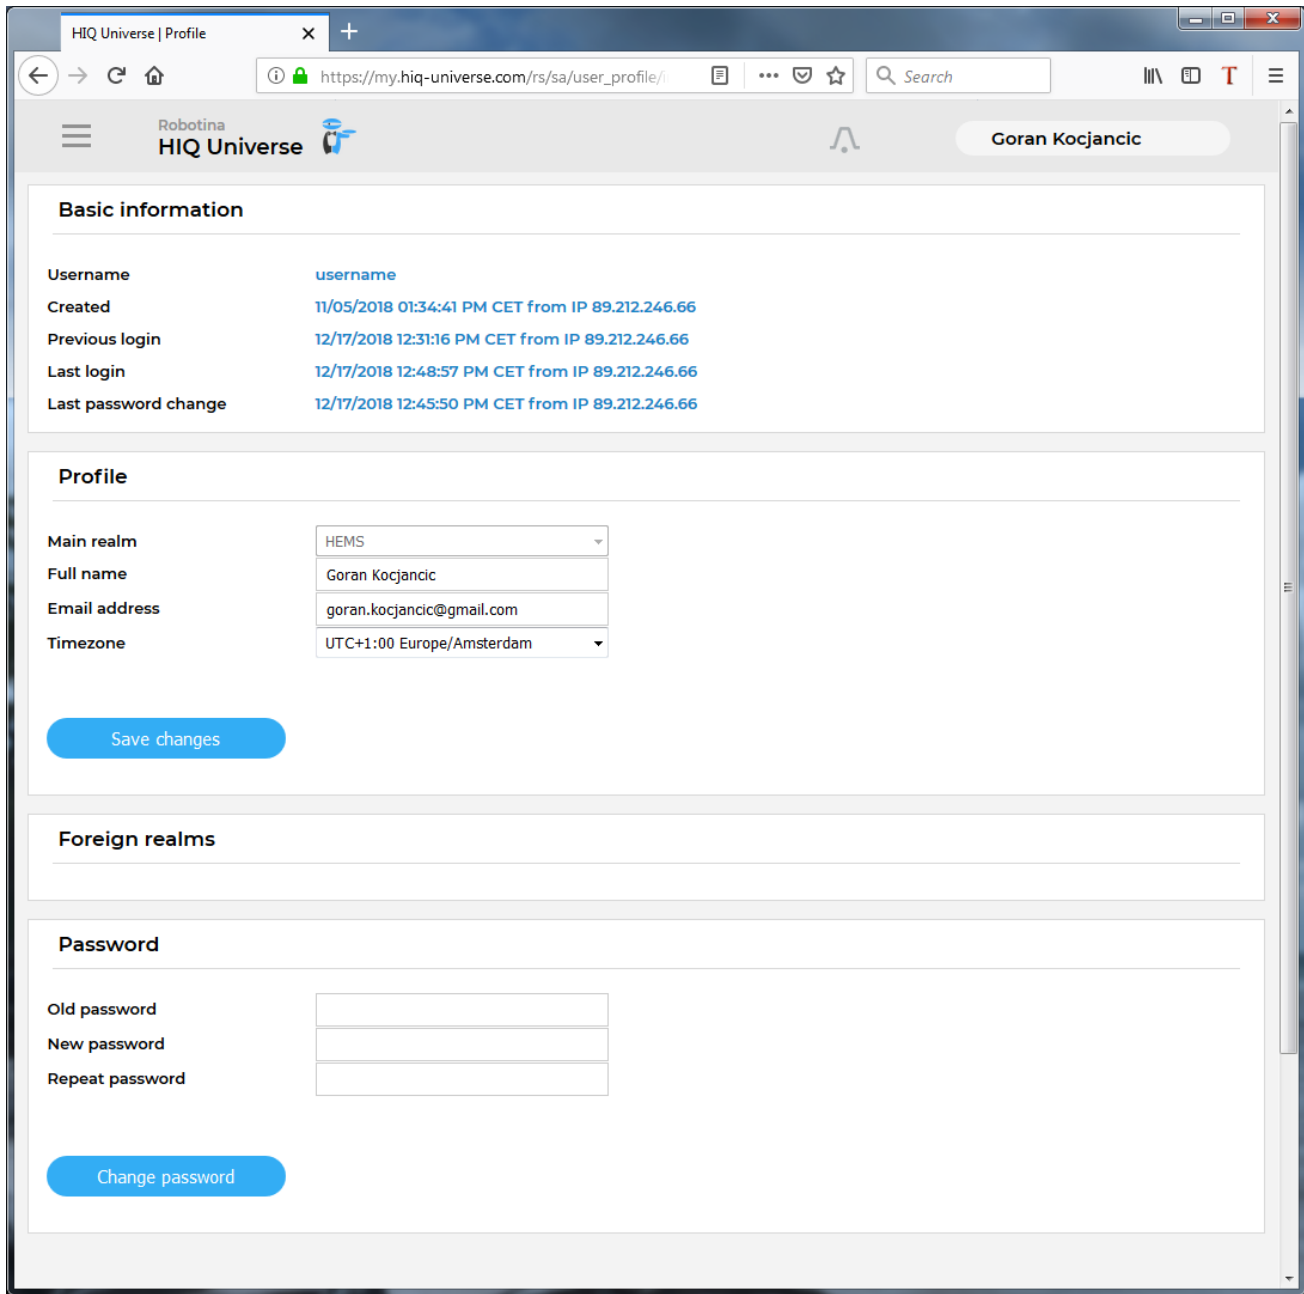 HIQ Universe | Profile
https://my.hiq-universe.com/rs/sa/user_profile/
Search
Robotina
HIQ Universe
Goran Kocjancic
Basic information
Username username
Created 11/05/2018 01:34:41 PM CET from IP 89.212.246.66
Previous login 12/17/2018 12:31:16 PM CET from IP 89.212.246.66
Last login 12/17/2018 12:48:57 PM CET from IP 89.212.246.66
Last password change 12/17/2018 12:45:50 PM CET from IP 89.212.246.66
Profile
Main realm HEMS
Full name Goran Kocjancic
Email address goran.kocjancic@gmail.com
Timezone UTC+1:00 Europe/Amsterdam
Save changes
Foreign realms
Password
Old password
New password
Repeat password
Change password